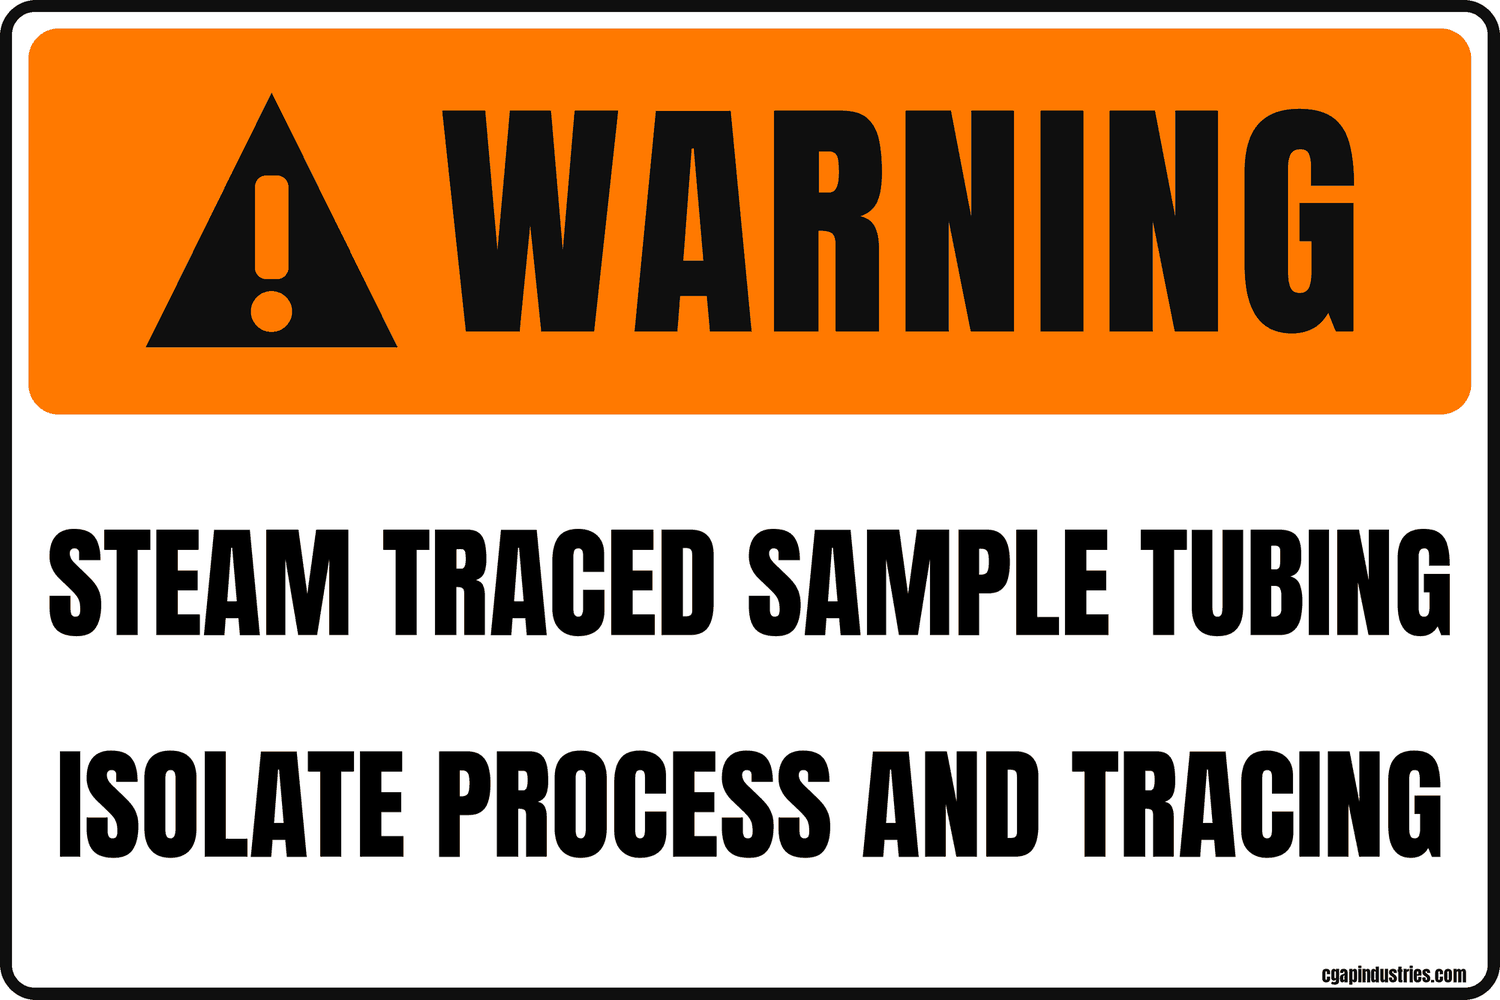 WARNING
STEAM TRACED SAMPLE TUBING
ISOLATE PROCESS AND TRACING
cgapindustries.com